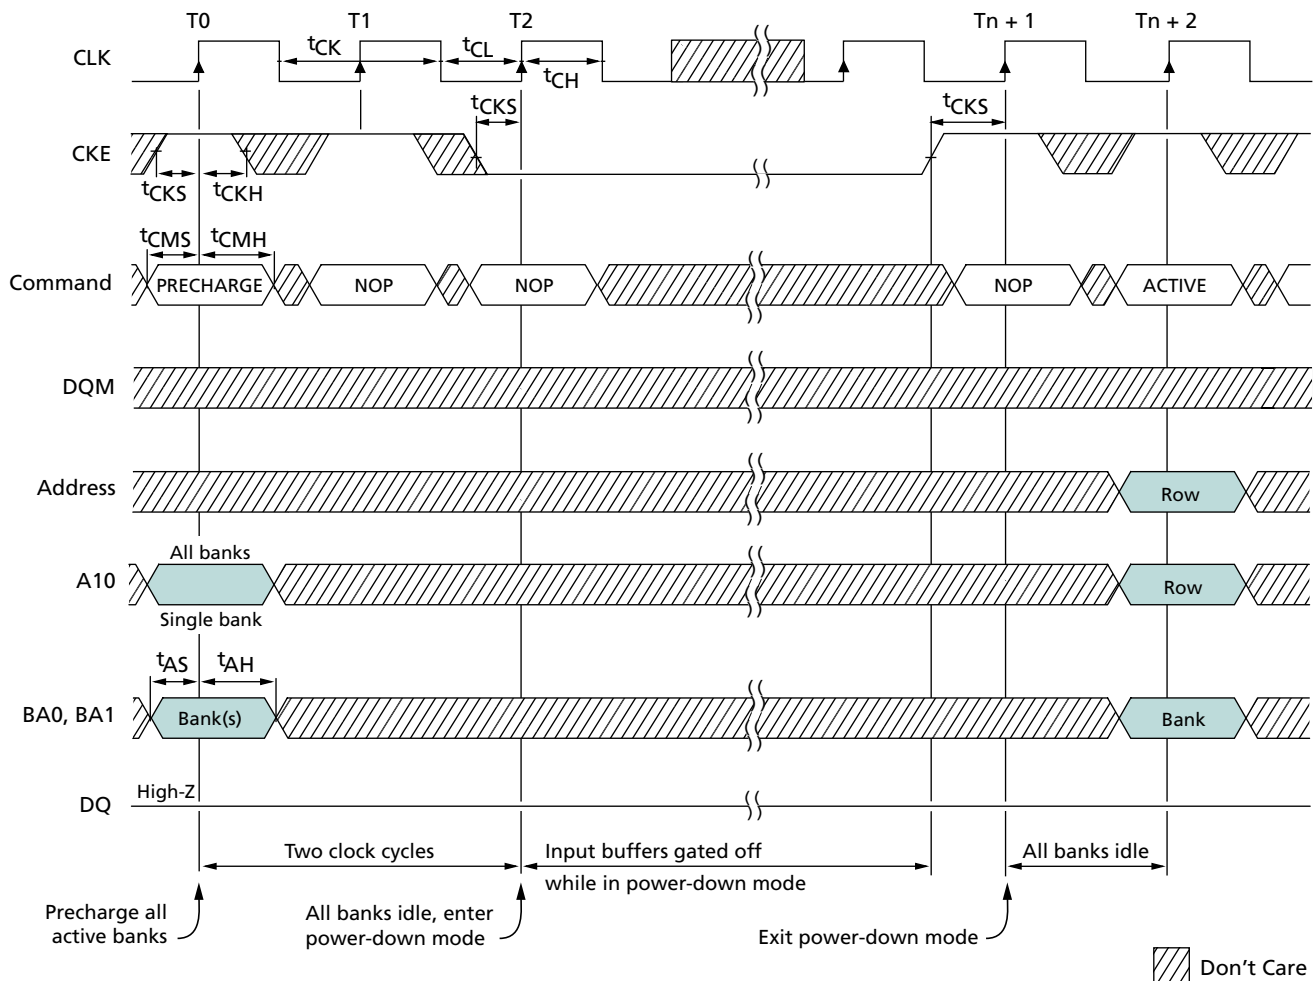 T0 T1 T2 Tn + 1 Tn + 2
CLK
tCK tCL
tCH
tCKS tCKS
CKE
tCKS tCKH
tCMS tCMH
Command PRECHARGE NOP NOP NOP ACTIVE
DQM
Address Row
All banks
A10 Row
Single bank
tAS tAH
BA0, BA1 Bank(s) Bank
High-Z
DQ
Two clock cycles Input buffers gated off All banks idle
while in power-down mode
Precharge all
active banks
All banks idle, enter
power-down mode
Exit power-down mode
Don't Care